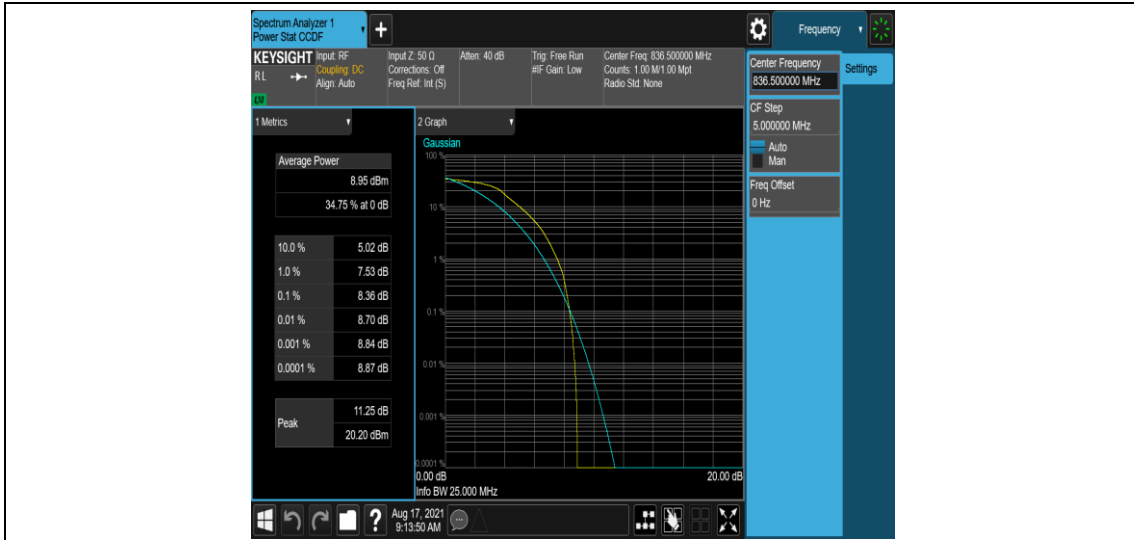 Spectrum Analyzer 1
Power Stat CCDF
+
Frequency
KEYSIGHT
RL
LXI
Input: RF
Coupling: DC
Align: Auto
Input Z: 50 Ω
Corrections: Off
Freq Ref: Int (S)
Atten: 40 dB
Trig: Free Run
#IF Gain: Low
Center Freq: 836.500000 MHz
Counts: 1.00 M/1.00 Mpt
Radio Std: None
Center Frequency
836.500000 MHz
Settings
CF Step
5.000000 MHz
Auto
Man
Freq Offset
0 Hz
1 Metrics
Average Power
8.95 dBm
34.75 % at 0 dB
10.0 % 5.02 dB
1.0 % 7.53 dB
0.1 % 8.36 dB
0.01 % 8.70 dB
0.001 % 8.84 dB
0.0001 % 8.87 dB
Peak
11.25 dB
20.20 dBm
2 Graph
Gaussian
100 %
10 %
1 %
0.1 %
0.01 %
0.001 %
0.0001 %
0.00 dB 20.00 dB
Info BW 25.000 MHz
?
Aug 17, 2021
9:13:50 AM